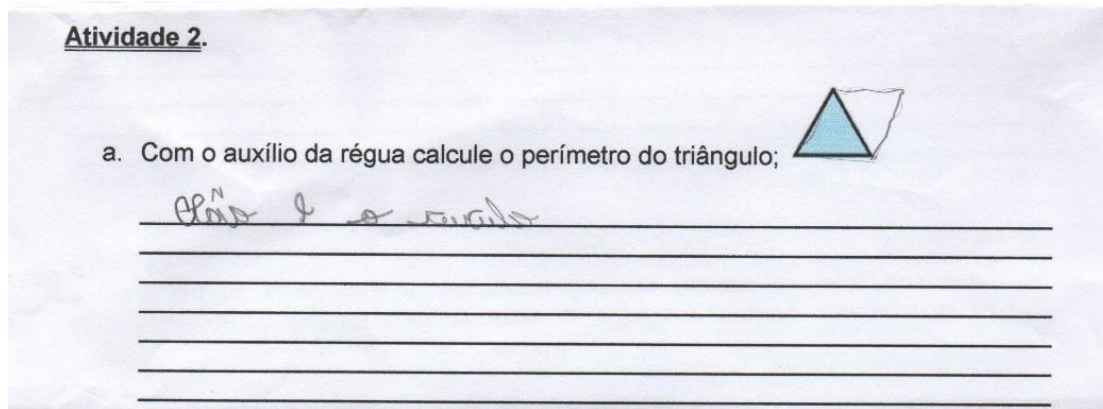 Atividade 2.
a. Com o auxílio da régua calcule o perímetro do triângulo;
Não é o